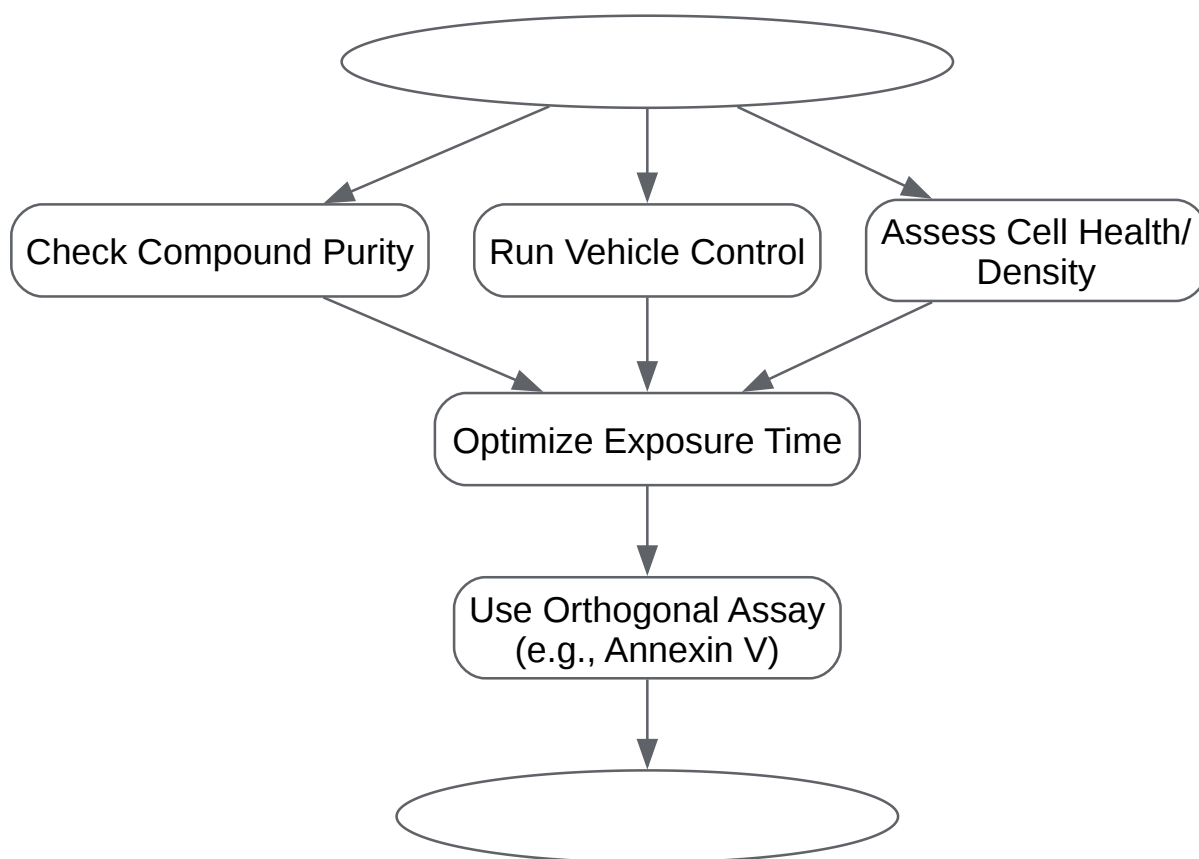 Check Compound Purity
Run Vehicle Control
Assess Cell Health/
Density
Optimize Exposure Time
Use Orthogonal Assay
(e.g., Annexin V)